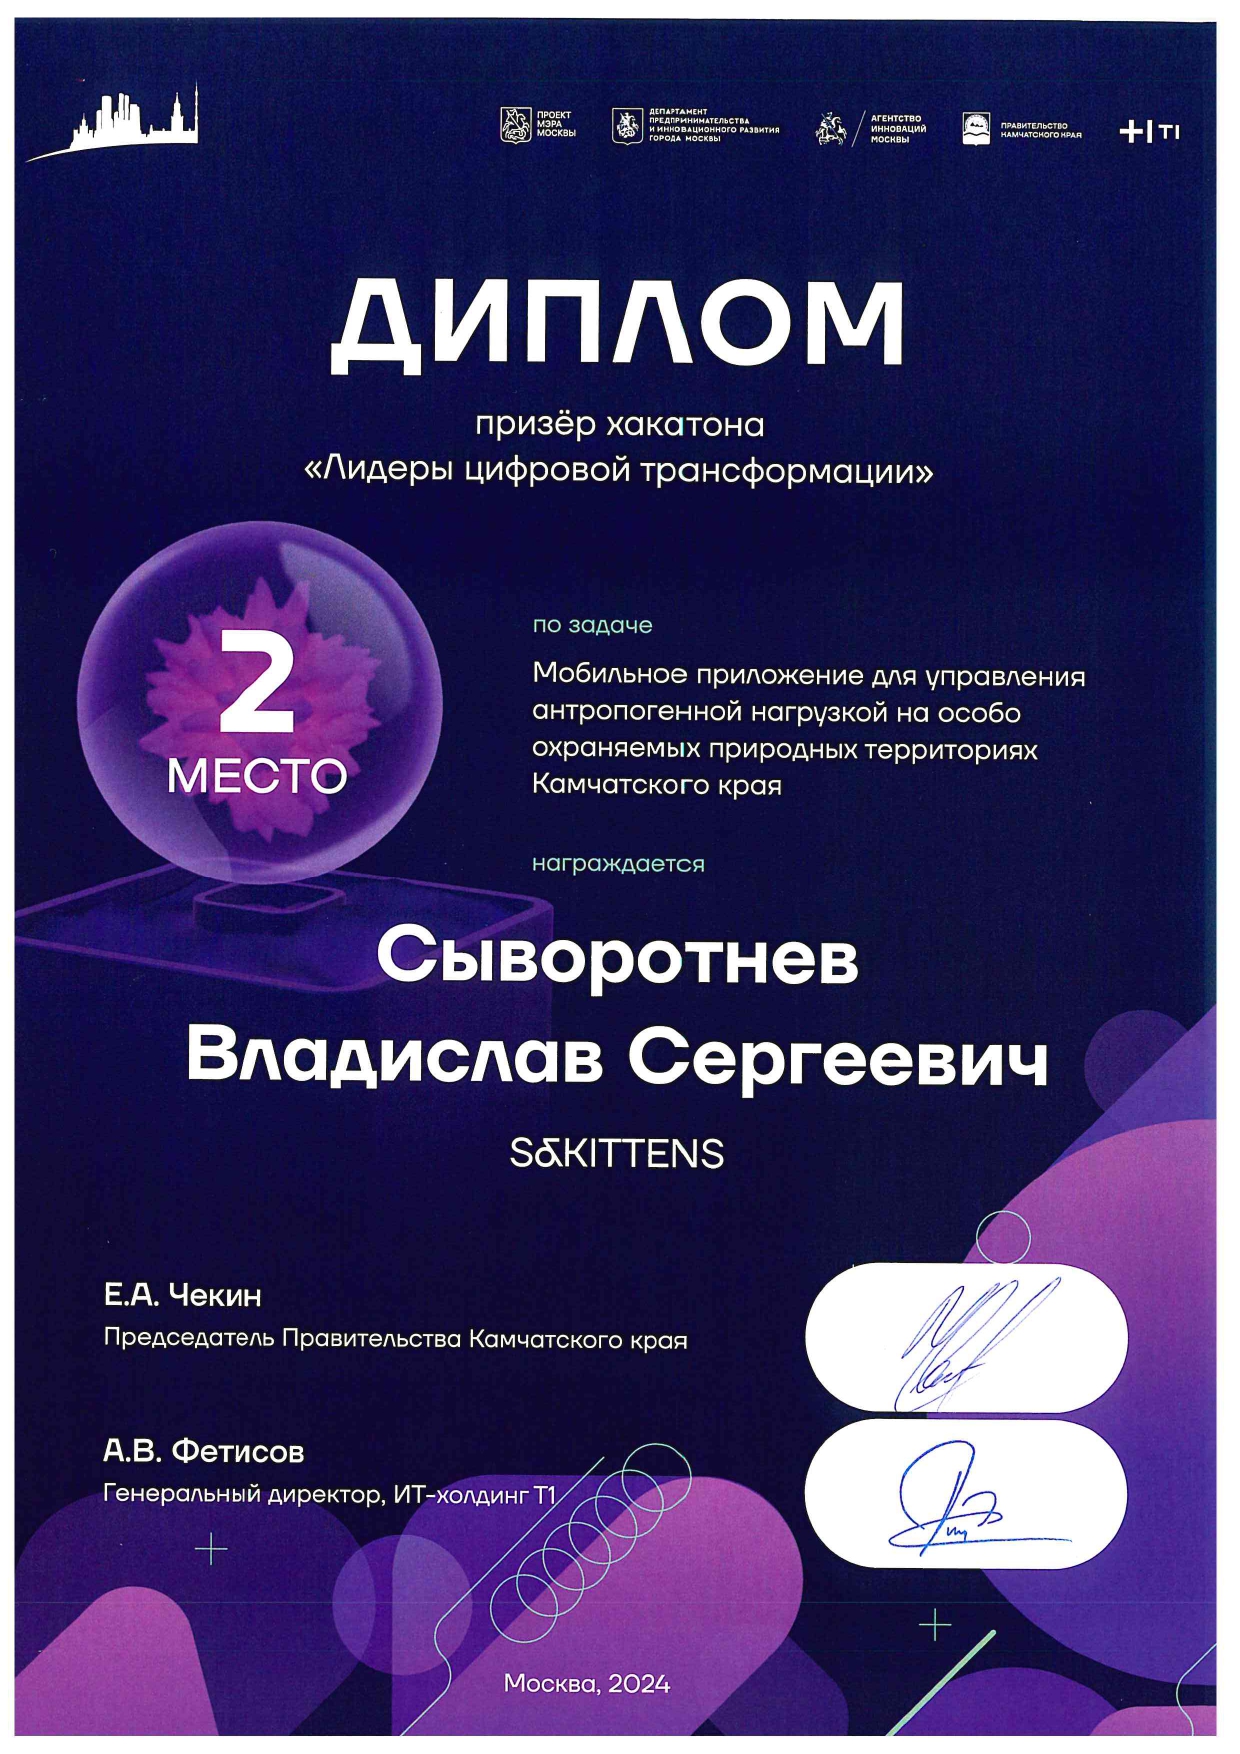 ПРОЕКТ
МЭРА
МОСКВЫ
ДЕПАРТАМЕНТ
ПРЕДПРИНИМАТЕЛЬСТВА
И ИННОВАЦИОННОГО РАЗВИТИЯ
ГОРОДА МОСКВЫ
АГЕНТСТВО
ИННОВАЦИЙ
МОСКВЫ
ПРАВИТЕЛЬСТВО
КАМЧАТСКОГО КРАЯ
Т1
ДИПЛОМ
призёр хакатона
«Лидеры цифровой трансформации»
2
МЕСТО
по задаче
Мобильное приложение для управления
антропогенной нагрузкой на особо
охраняемых природных территориях
Камчатского края
награждается
Сыворотнев
Владислав Сергеевич
S&KITTENS
Е.А. Чекин
Председатель Правительства Камчатского края
А.В. Фетисов
Генеральный директор, ИТ-холдинг Т1
Москва, 2024